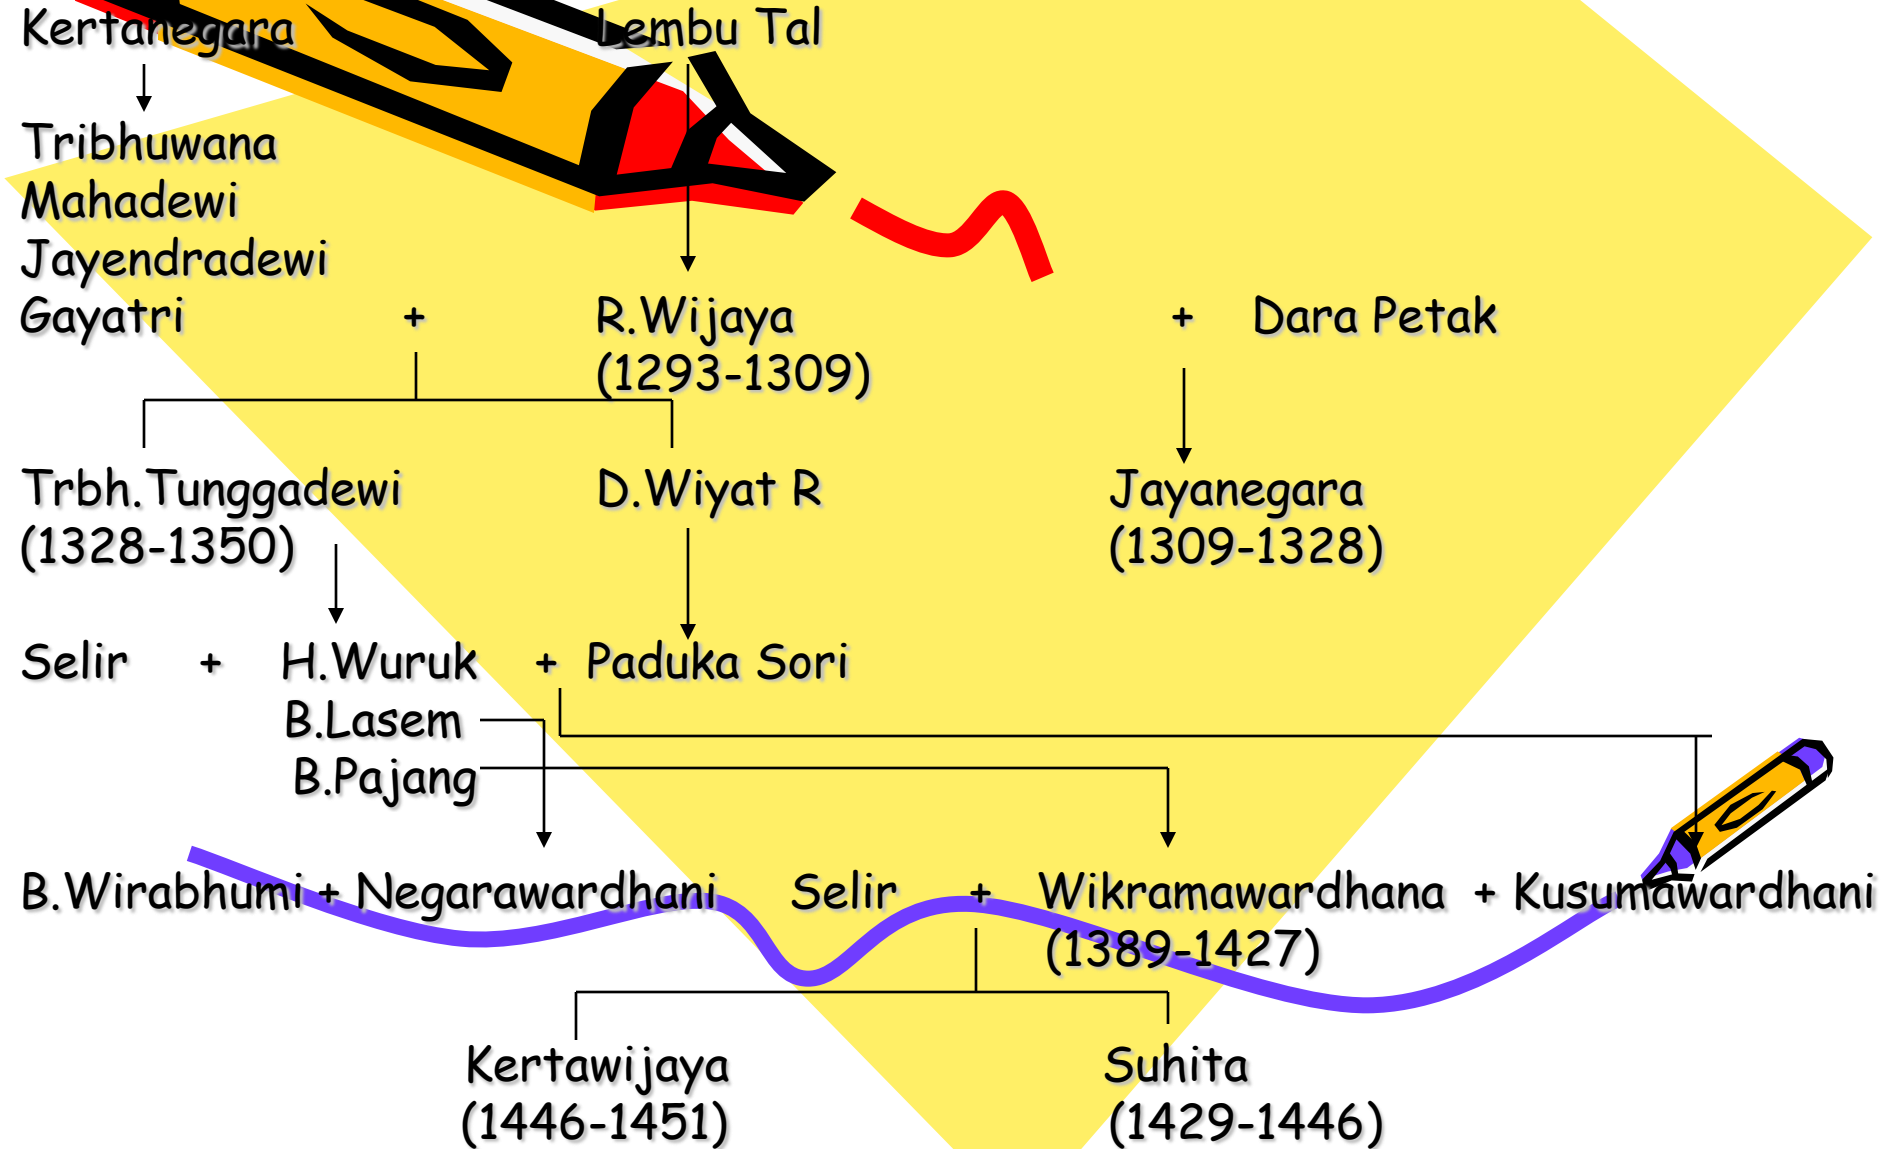 Kertanegara Lembu Tal
Tribhuwana
Mahadewi
Jayendradewi
Gayatri + R.Wijaya + Dara Petak
(1293-1309)
Trbh.Tunggadewi D.Wiyat R Jayanegara
(1328-1350) (1309-1328)
Selir + H.Wuruk + Paduka Sori
B.Lasem
B.Pajang
B.Wirabhumi + Negarawardhani Selir + Wikramawardhana + Kusumawardhani
(1389-1427)
Kertawijaya Suhita
(1446-1451) (1429-1446)